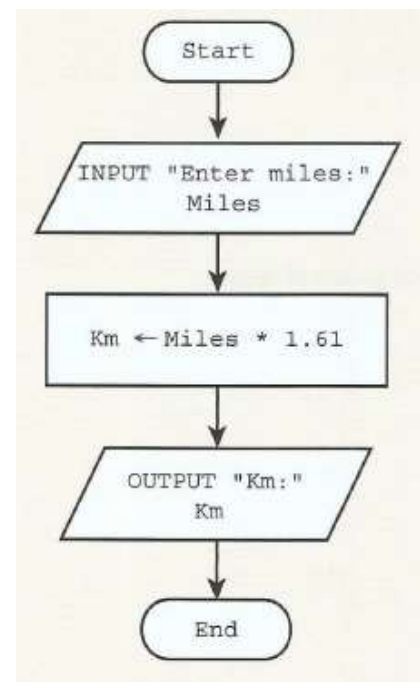 Start
INPUT "Enter miles:"
Miles
Km ← Miles * 1.61
OUTPUT "Km:"
Km
End